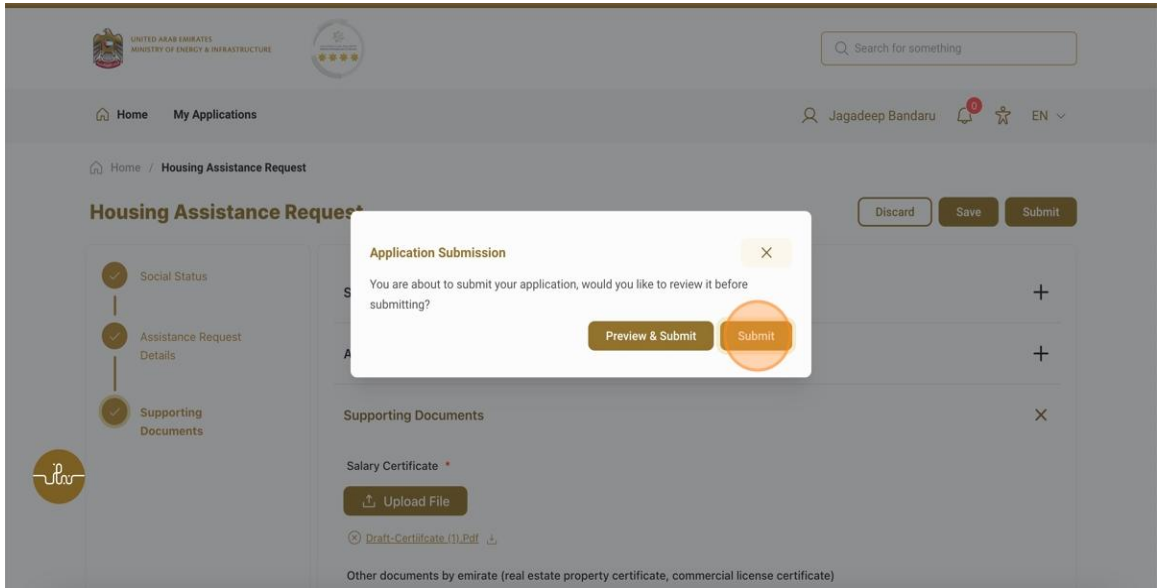 UNITED ARAB EMIRATES
MINISTRY OF ENERGY & INFRASTRUCTURE
Search for something
Home My Applications
Jagadeep Bandaru 0 EN
Home / Housing Assistance Request
Housing Assistance Request
Discard Save Submit
Social Status
Assistance Request
Details
Supporting
Documents
Application Submission
You are about to submit your application, would you like to review it before
submitting?
Preview & Submit Submit
S
A
Supporting Documents
Salary Certificate *
Upload File
Draft-Certiifcate (1).Pdf
Other documents by emirate (real estate property certificate, commercial license certificate)